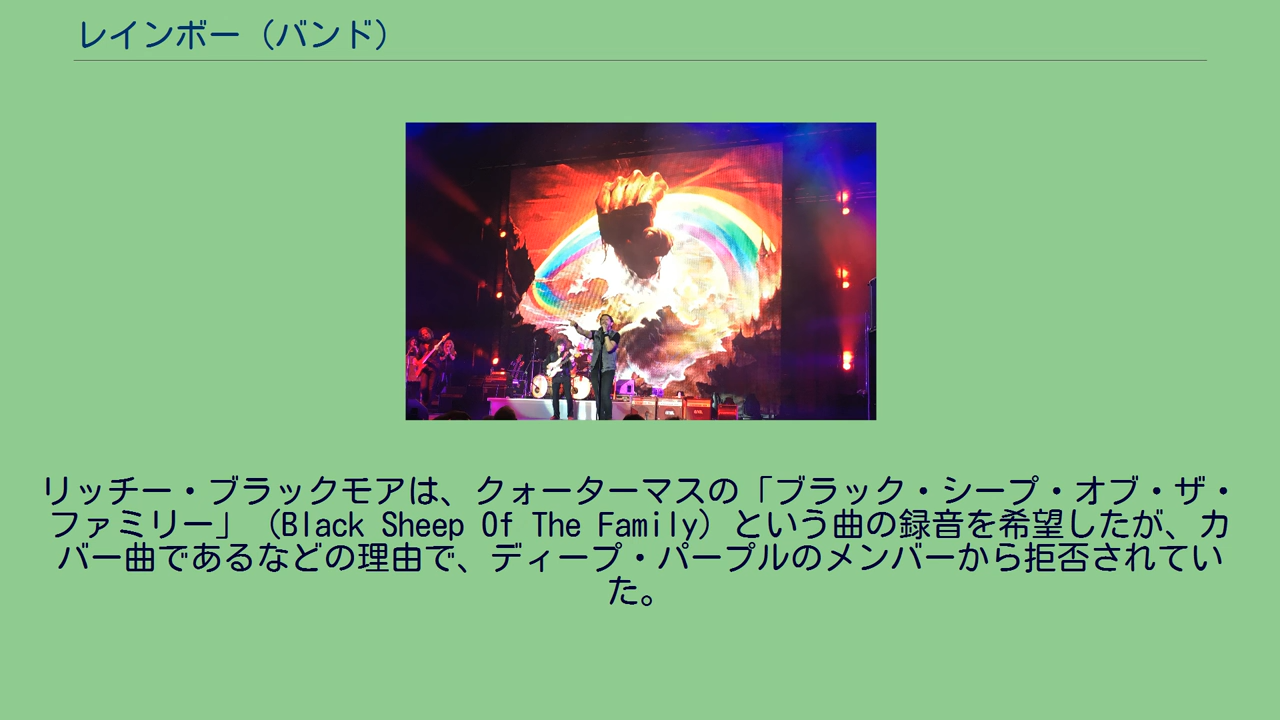 レインボー（バンド）
リッチー・ブラックモアは、クォーターマスの「ブラック・シープ・オブ・ザ・
ファミリー」（Black Sheep Of The Family）という曲の録音を希望したが、カ
バー曲であるなどの理由で、ディープ・パープルのメンバーから拒否されてい
た。